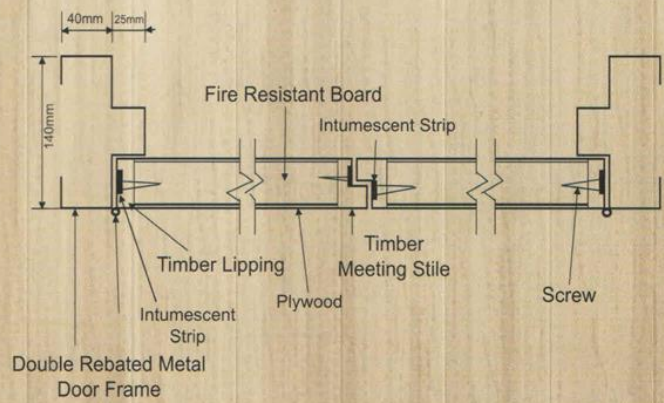 40mm
25mm
140mm
Fire Resistant Board
Intumescent Strip
Timber Lipping
Timber
Meeting Stile
Plywood
Screw
Intumescent
Strip
Double Rebated Metal
Door Frame